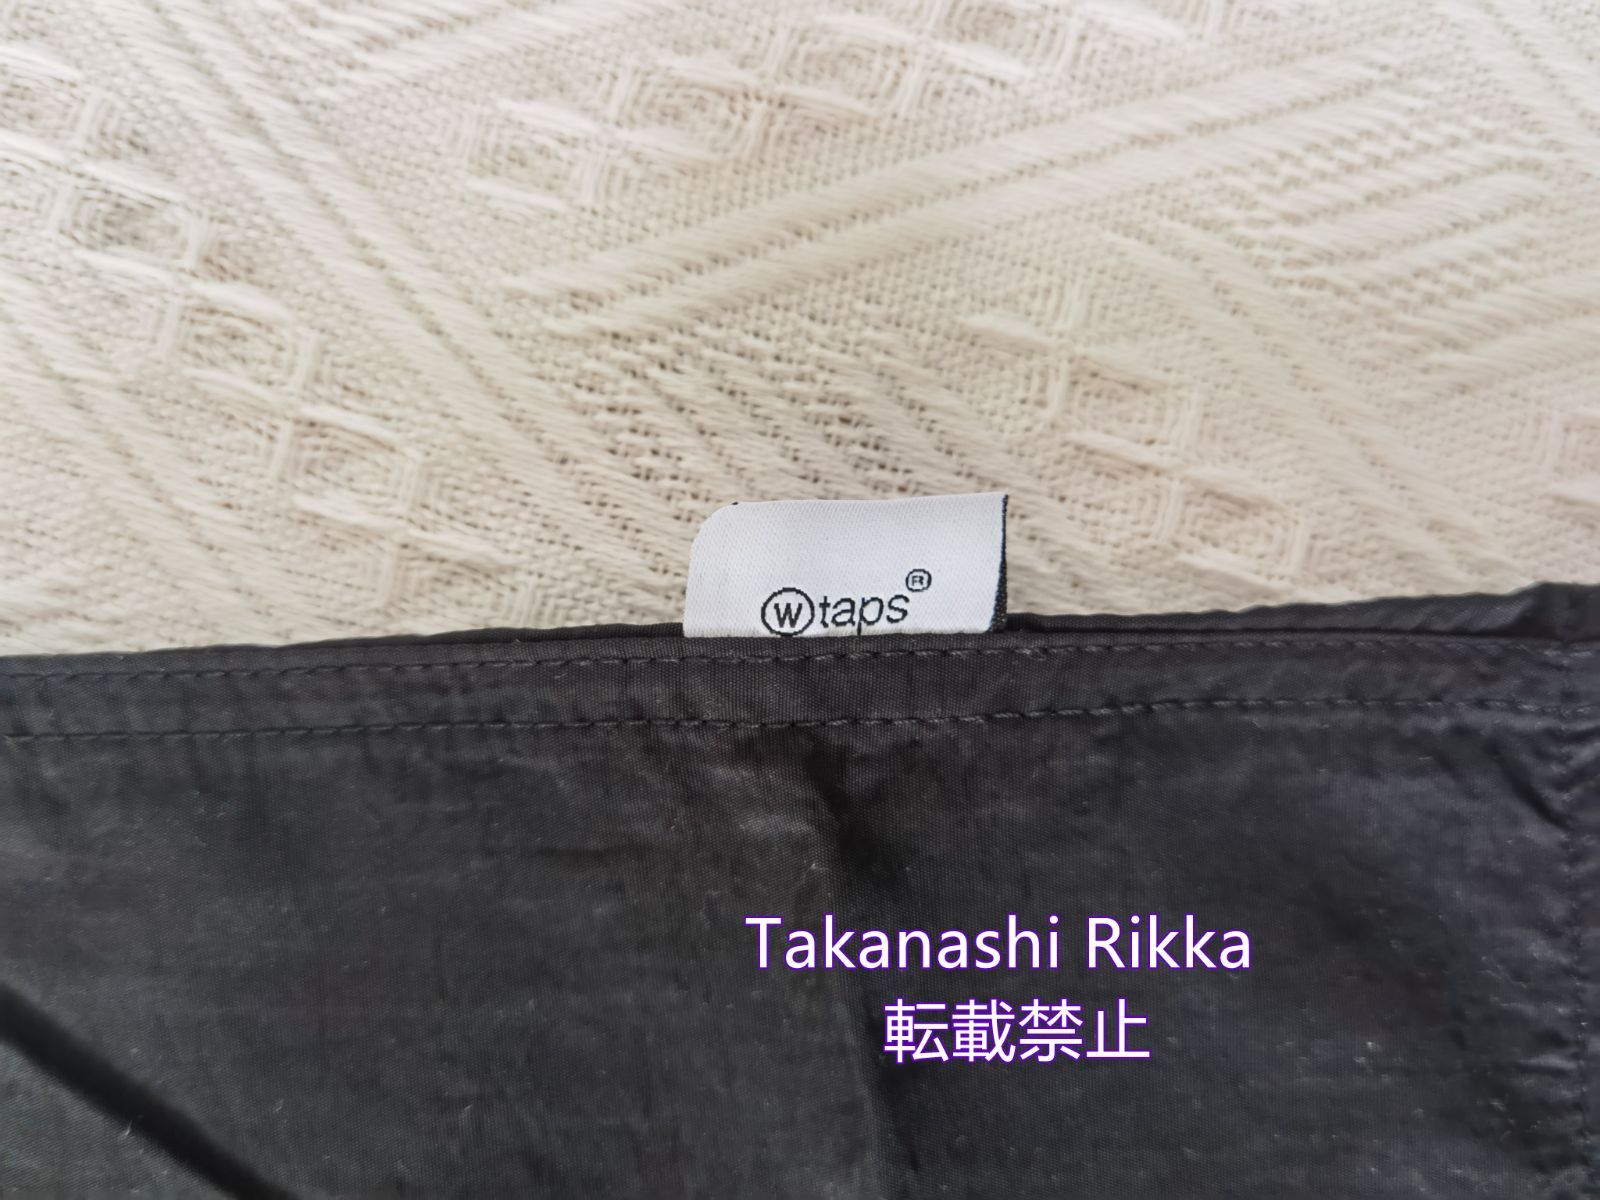 Wtaps®
Takanashi Rikka
転載禁止